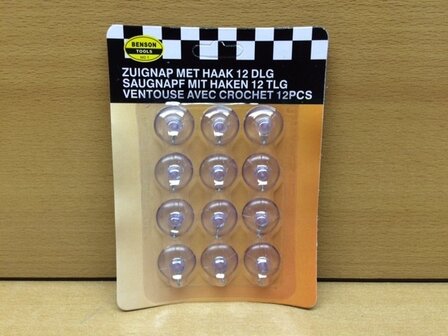 BENSON
TOOLS
ZUIGNAP MET HAAK 12 DLG
SAUGNAPF MIT HAKEN 12 TLG
VENTOUSE AVEC CROCHET 12PCS